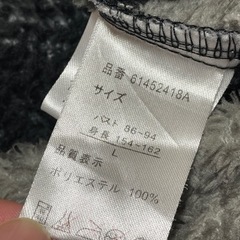 品番 61452418A
サイズ
バスト 86-94
身長 154-162
L
品質表示
ポリエステル 100%